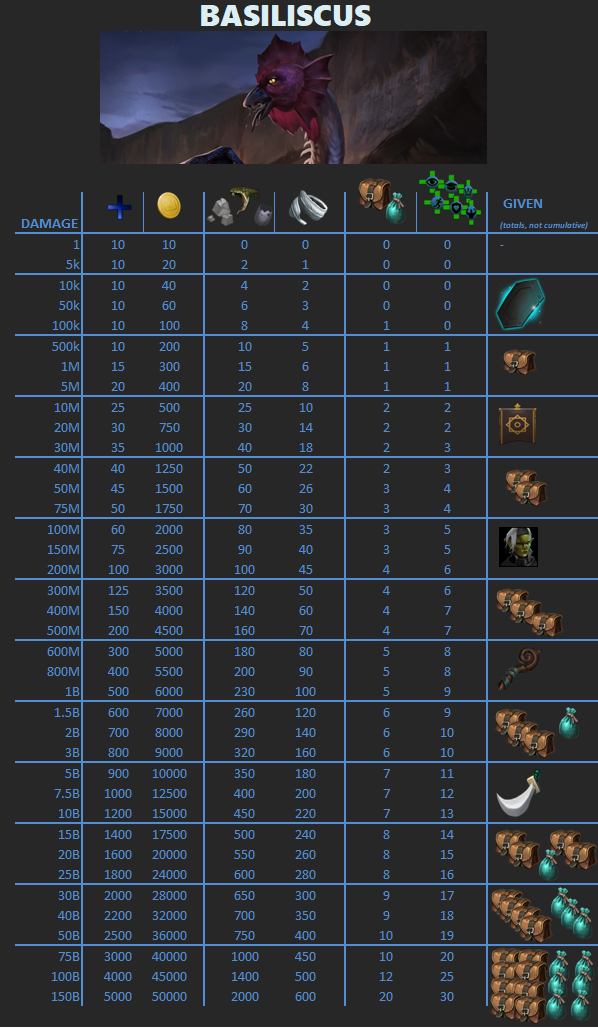 BASILISCUS
DAMAGE GIVEN
(totals, not cumulative)
1 10 10 0 0 0 0 -
5k 10 20 2 1 0 0
10k 10 40 4 2 0 0
50k 10 60 6 3 0 0
100k 10 100 8 4 1 0
500k 10 200 10 5 1 1
1M 15 300 15 6 1 1
5M 20 400 20 8 1 1
10M 25 500 25 10 2 2
20M 30 750 30 14 2 2
30M 35 1000 40 18 2 3
40M 40 1250 50 22 2 3
50M 45 1500 60 26 3 4
75M 50 1750 70 30 3 4
100M 60 2000 80 35 3 5
150M 75 2500 90 40 3 5
200M 100 3000 100 45 4 6
300M 125 3500 120 50 4 6
400M 150 4000 140 60 4 7
500M 200 4500 160 70 4 7
600M 300 5000 180 80 5 8
800M 400 5500 200 90 5 8
1B 500 6000 230 100 5 9
1.5B 600 7000 260 120 6 9
2B 700 8000 290 140 6 10
3B 800 9000 320 160 6 10
5B 900 10000 350 180 7 11
7.5B 1000 12500 400 200 7 12
10B 1200 15000 450 220 7 13
15B 1400 17500 500 240 8 14
20B 1600 20000 550 260 8 15
25B 1800 24000 600 280 8 16
30B 2000 28000 650 300 9 17
40B 2200 32000 700 350 9 18
50B 2500 36000 750 400 10 19
75B 3000 40000 1000 450 10 20
100B 4000 45000 1400 500 12 25
150B 5000 50000 2000 600 20 30